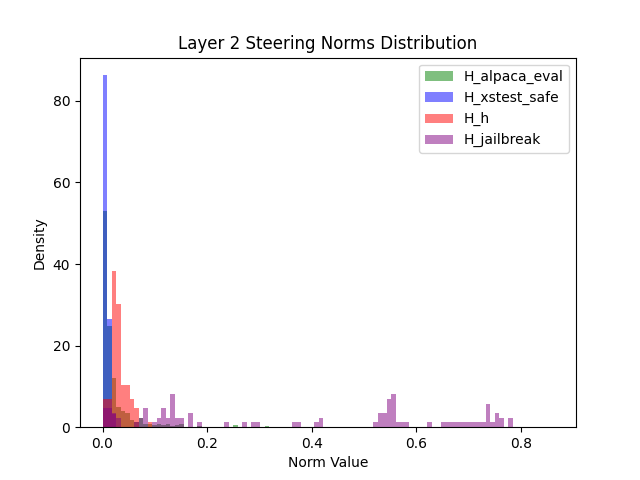 Layer 2 Steering Norms Distribution
H_alpaca_eval
H_xstest_safe
H_h
H_jailbreak
Density
80
60
40
20
0
0.0 0.2 0.4 0.6 0.8
Norm Value